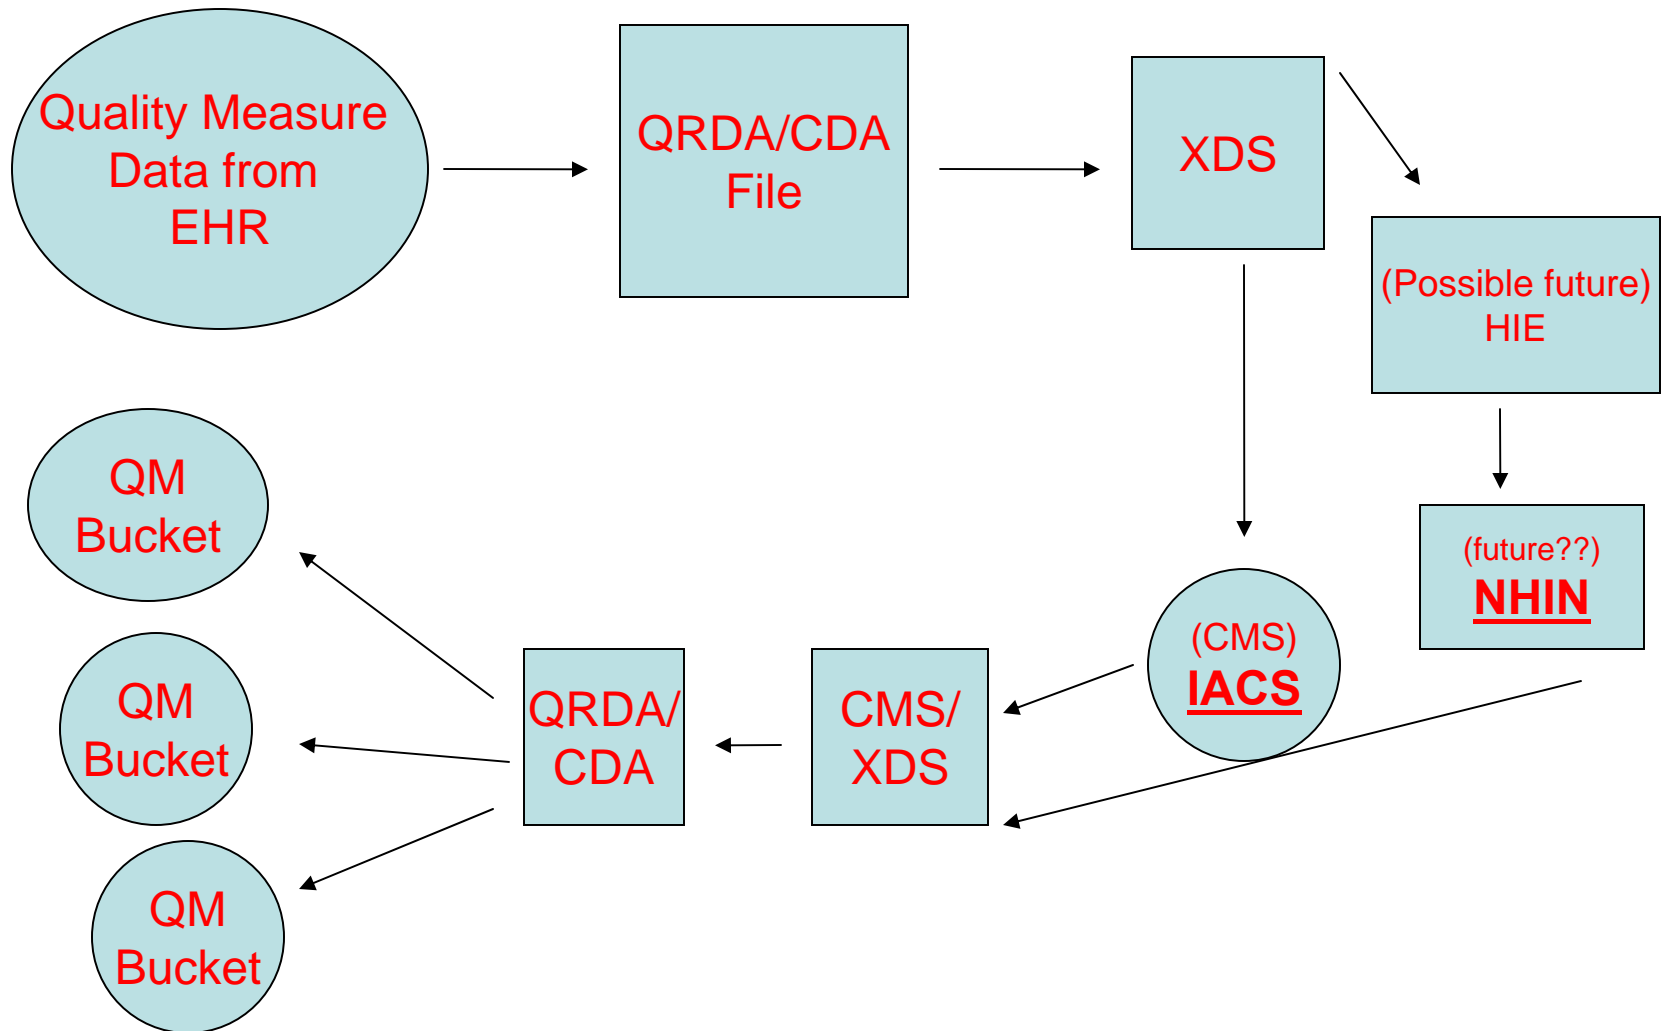 Quality Measure
Data from
EHR
QRDA/CDA
File
XDS
(Possible future)
HIE
(future??)
NHIN
(CMS)
IACS
CMS/
XDS
QRDA/
CDA
QM
Bucket
QM
Bucket
QM
Bucket